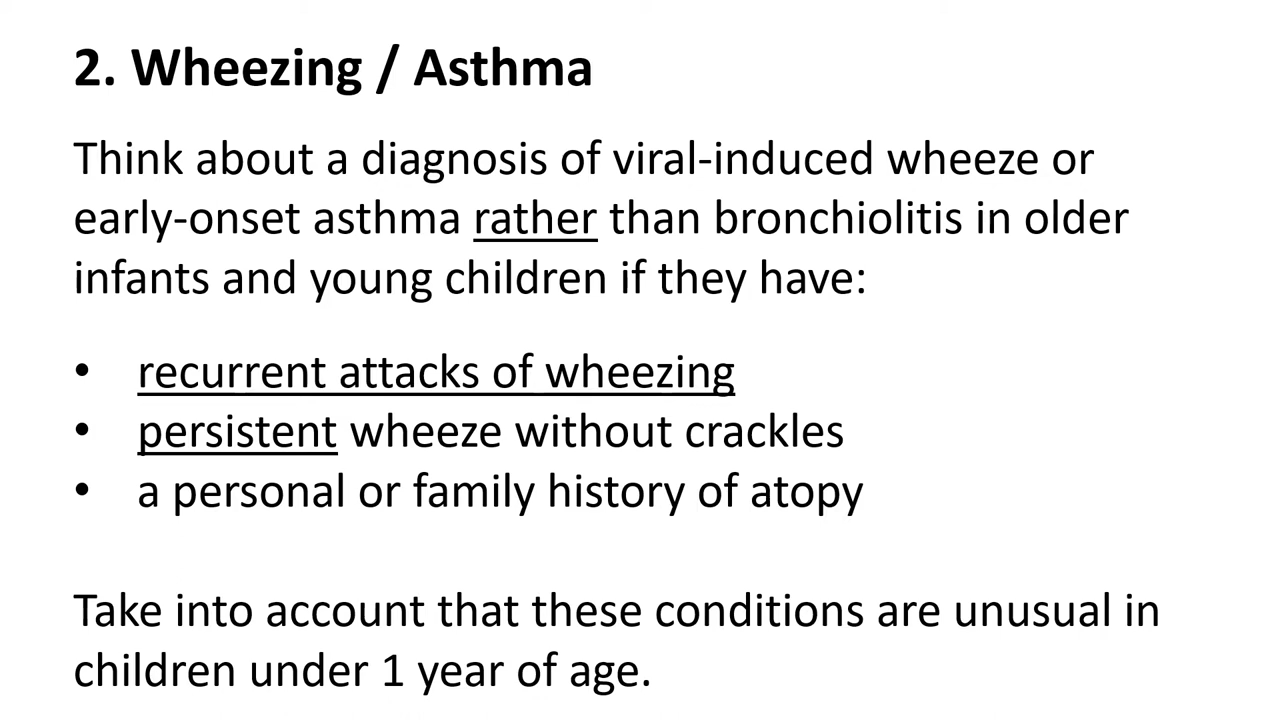 2. Wheezing / Asthma
Think about a diagnosis of viral-induced wheeze or
early-onset asthma rather than bronchiolitis in older
infants and young children if they have:
• recurrent attacks of wheezing
• persistent wheeze without crackles
• a personal or family history of atopy
Take into account that these conditions are unusual in
children under 1 year of age.